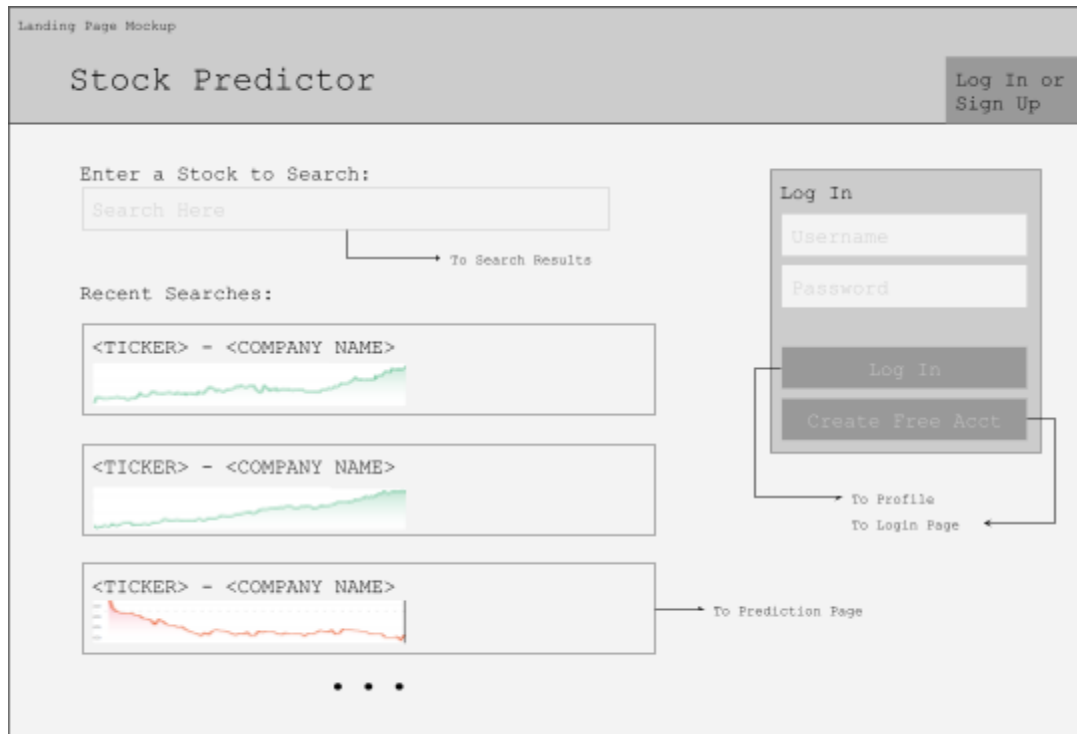 Landing Page Mockup
Stock Predictor
Log In or
Sign Up
Enter a Stock to Search:
Search Here
To Search Results
Recent Searches:
<TICKER> - <COMPANY NAME>
<TICKER> - <COMPANY NAME>
<TICKER> - <COMPANY NAME>
To Prediction Page
Log In
Username
Password
Log In
Create Free Acct
To Profile
To Login Page